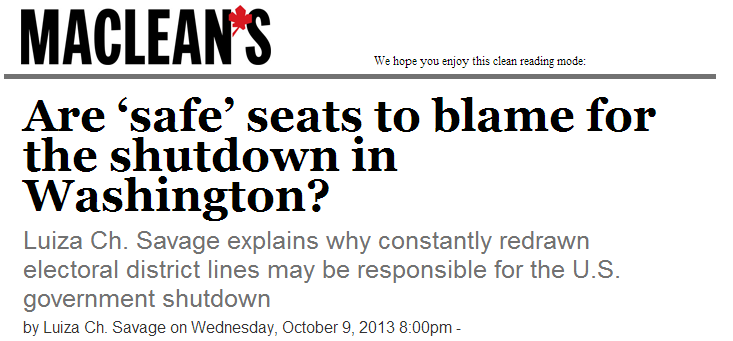 MACLEAN'S
We hope you enjoy this clean reading mode:
Are ‘safe’ seats to blame for
the shutdown in
Washington?
Luiza Ch. Savage explains why constantly redrawn
electoral district lines may be responsible for the U.S.
government shutdown
by Luiza Ch. Savage on Wednesday, October 9, 2013 8:00pm -